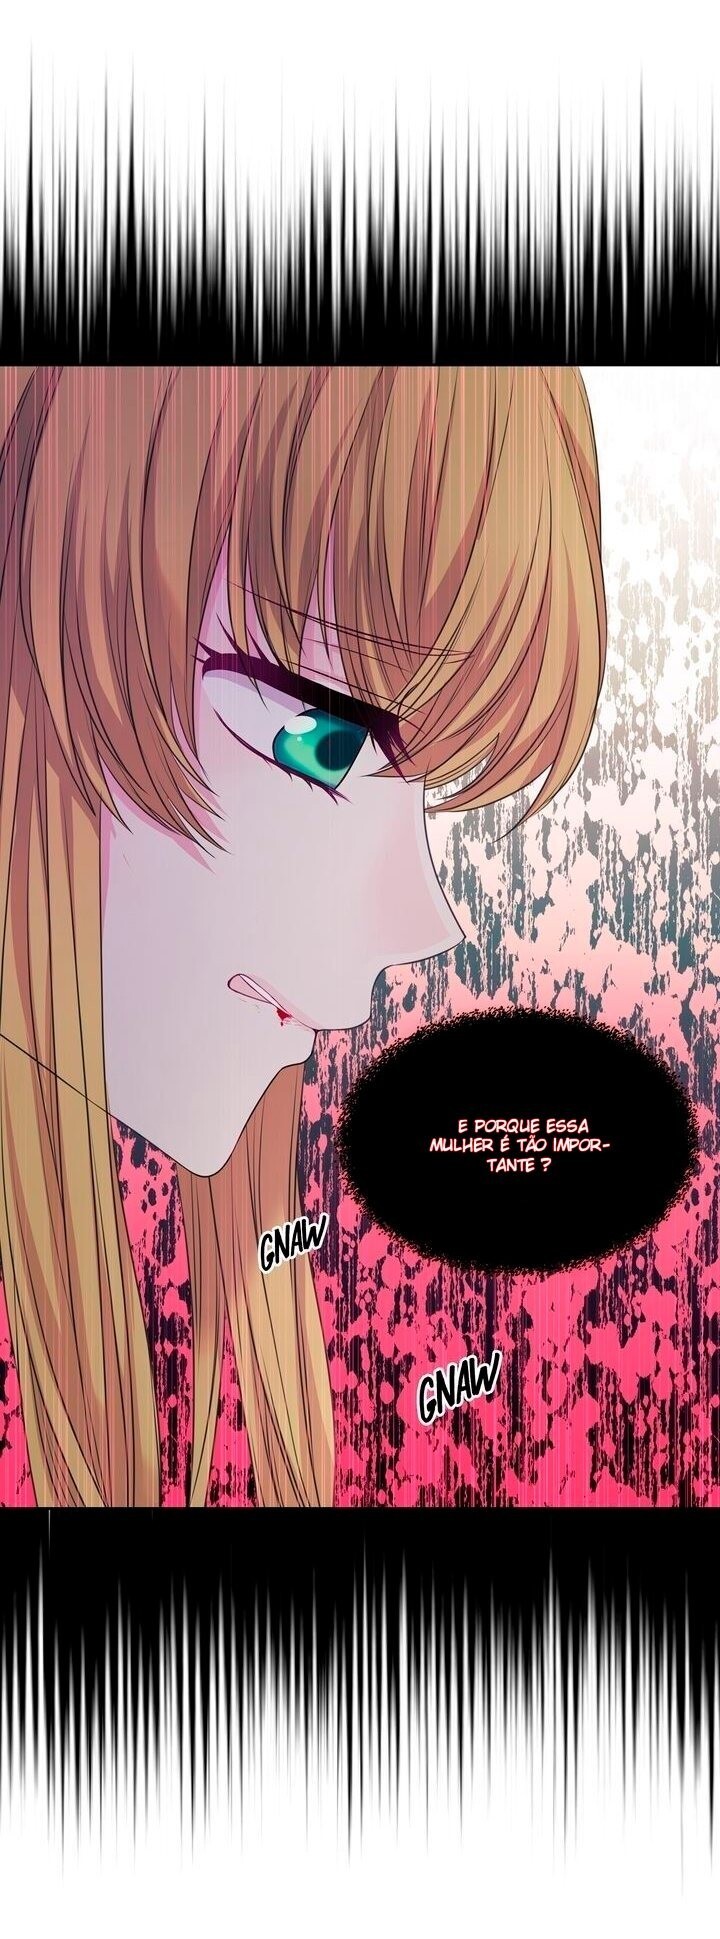 E PORQUE ESSA
MULHER É TÃO IMPOR-
TANTE ?
GNAW
GNAW